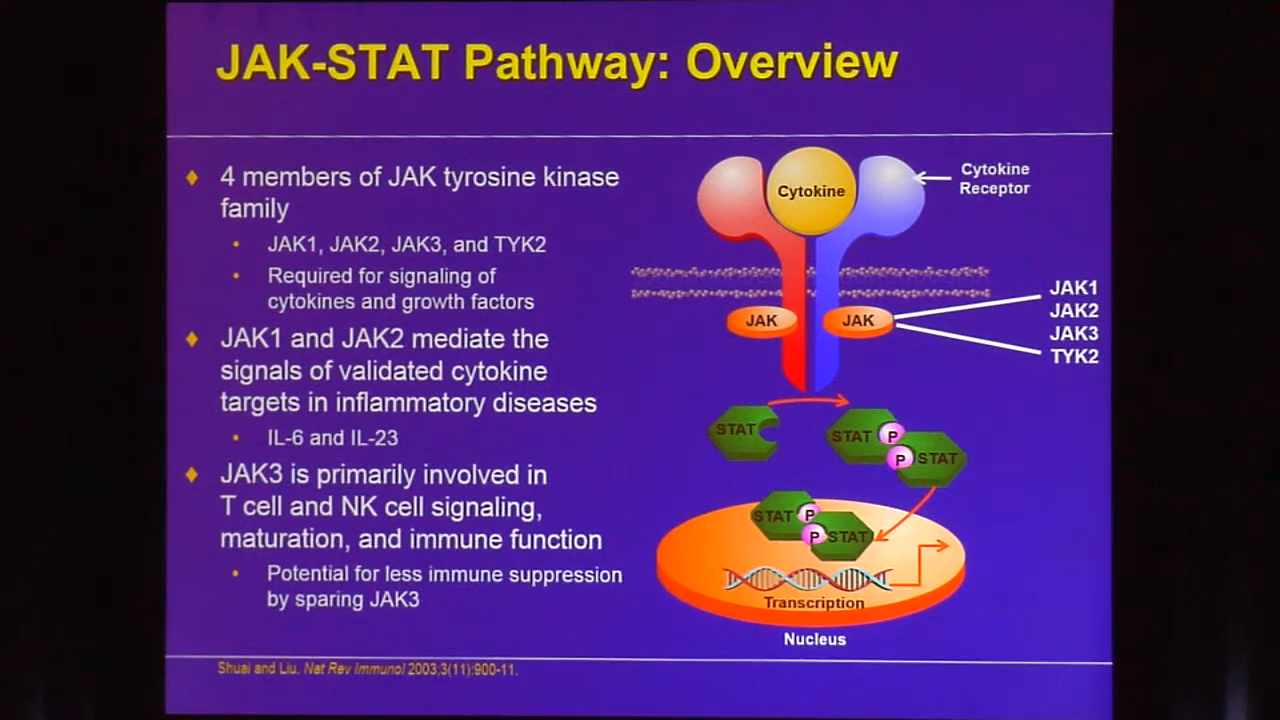 JAK-STAT Pathway: Overview
4 members of JAK tyrosine kinase
family
JAK1, JAK2, JAK3, and TYK2
Required for signaling of
cytokines and growth factors
JAK1 and JAK2 mediate the
signals of validated cytokine
targets in inflammatory diseases
IL-6 and IL-23
JAK3 is primarily involved in
T cell and NK cell signaling,
maturation, and immune function
Potential for less immune suppression
by sparing JAK3
Cytokine
Cytokine
Receptor
JAK
JAK
JAK1
JAK2
JAK3
TYK2
STAT
STAT
P
P
STAT
STAT
P
P
STAT
Transcription
Nucleus
Shuai and Liu. Nat Rev Immunol 2003;3(11):900-11.